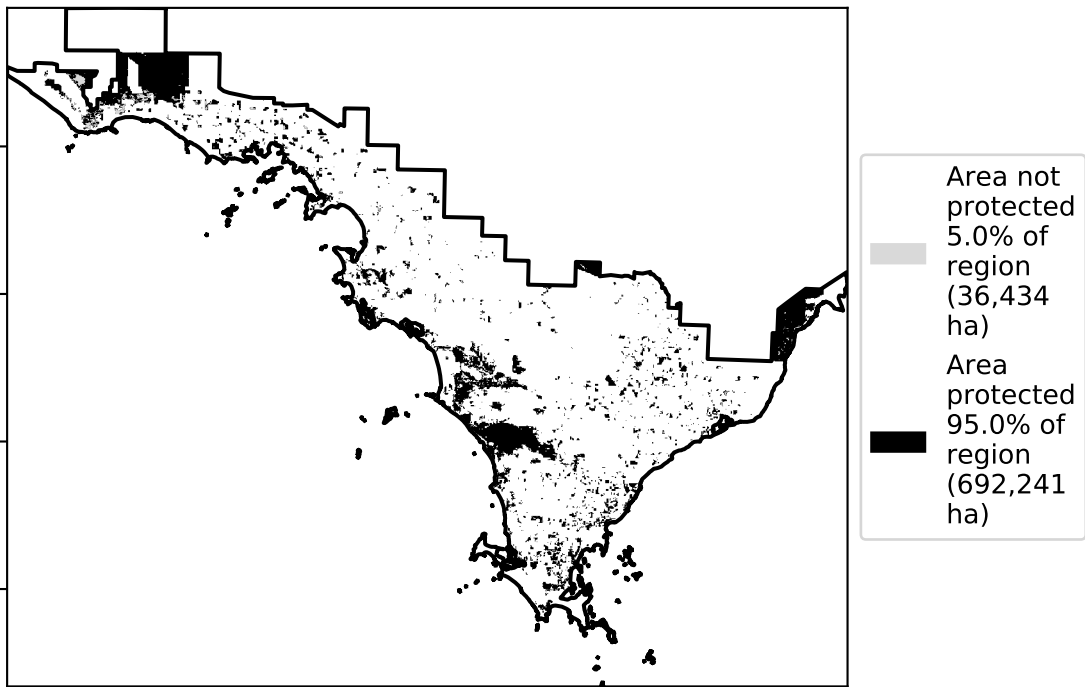 Area not
protected
5.0% of
region
(36,434
ha)
Area
protected
95.0% of
region
(692,241
ha)